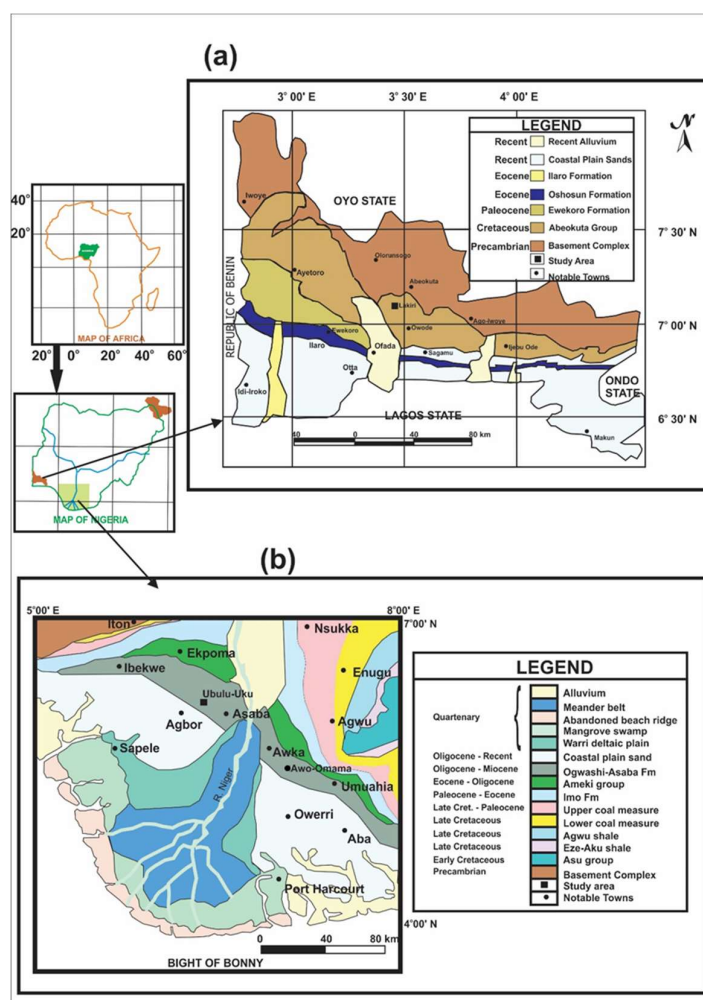 (a)
3° 00' E
3° 30' E
4° 00' E
N
LEGEND
Recent Recent Alluvium
Recent Coastal Plain Sands
Eocene Ilaro Formation
Eocene Oshosun Formation
Paleocene Ewekoro Formation
Cretaceous Abeokuta Group
Precambrian Basement Complex
Study Area
Notable Towns
Iwoye
OYO STATE
Olorunsogo
7° 30' N
Ayetoro
Abeokuta
Lakiri
REPUBLIC OF BENIN
Ago-Iwoye
7° 00' N
Ewekoro
Owode
Ilaro
Ofada
Sagamu
Ijebu Ode
Otta
Idi-Iroko
ONDO
STATE
LAGOS STATE
6° 30' N
Makun
40 0 40 80 km
40°
20°
MAP OF AFRICA
20° 0° 20° 40° 60°
MAP OF NIGERIA
(b)
5°00' E
8°00' E
7°00' N
Iton
Nsukka
Ekpoma
Ibekwe
Enugu
Ubulu-Uku
Agbor
Asaba
Agwu
Sapele
Awka
Awo-Omama
R. Niger
Umuahia
Owerri
Aba
Port Harcourt
4°00' N
0 40 80 km
BIGHT OF BONNY
LEGEND
Quartenary
Alluvium
Meander belt
Abandoned beach ridge
Mangrove swamp
Warri deltaic plain
Oligocene - Recent Coastal plain sand
Oligocene - Miocene Ogwashi-Asaba Fm
Eocene - Oligocene Ameki group
Paleocene - Eocene Imo Fm
Late Cret. - Paleocene Upper coal measure
Late Cretaceous Lower coal measure
Late Cretaceous Agwu shale
Late Cretaceous Eze-Aku shale
Early Cretaceous Asu group
Precambrian Basement Complex
Study area
Notable Towns